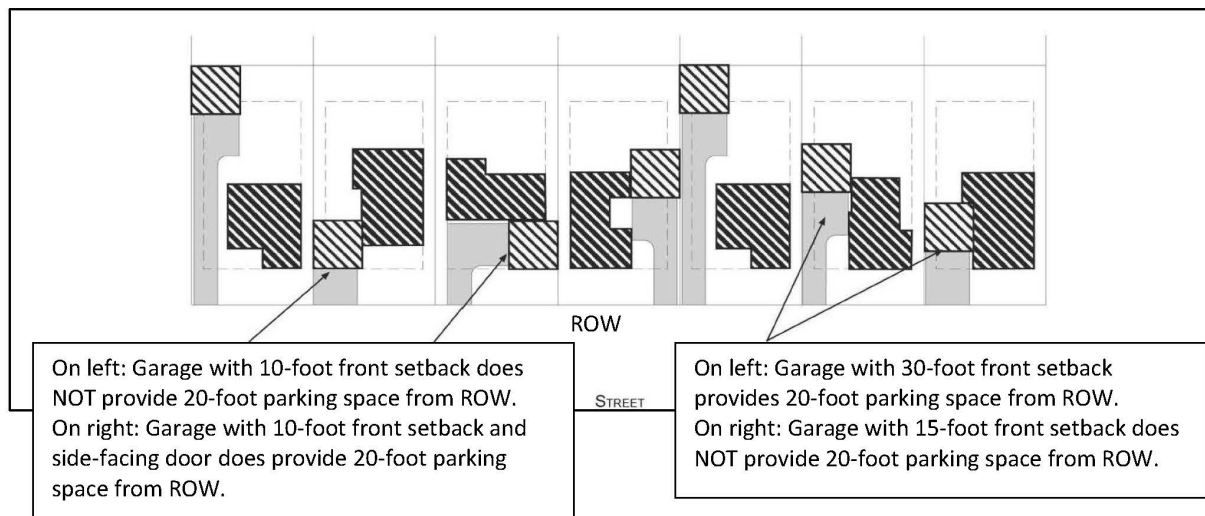 ROW
On left: Garage with 10-foot front setback does
NOT provide 20-foot parking space from ROW.
On right: Garage with 10-foot front setback and
side-facing door does provide 20-foot parking
space from ROW.
STREET
On left: Garage with 30-foot front setback
provides 20-foot parking space from ROW.
On right: Garage with 15-foot front setback does
NOT provide 20-foot parking space from ROW.